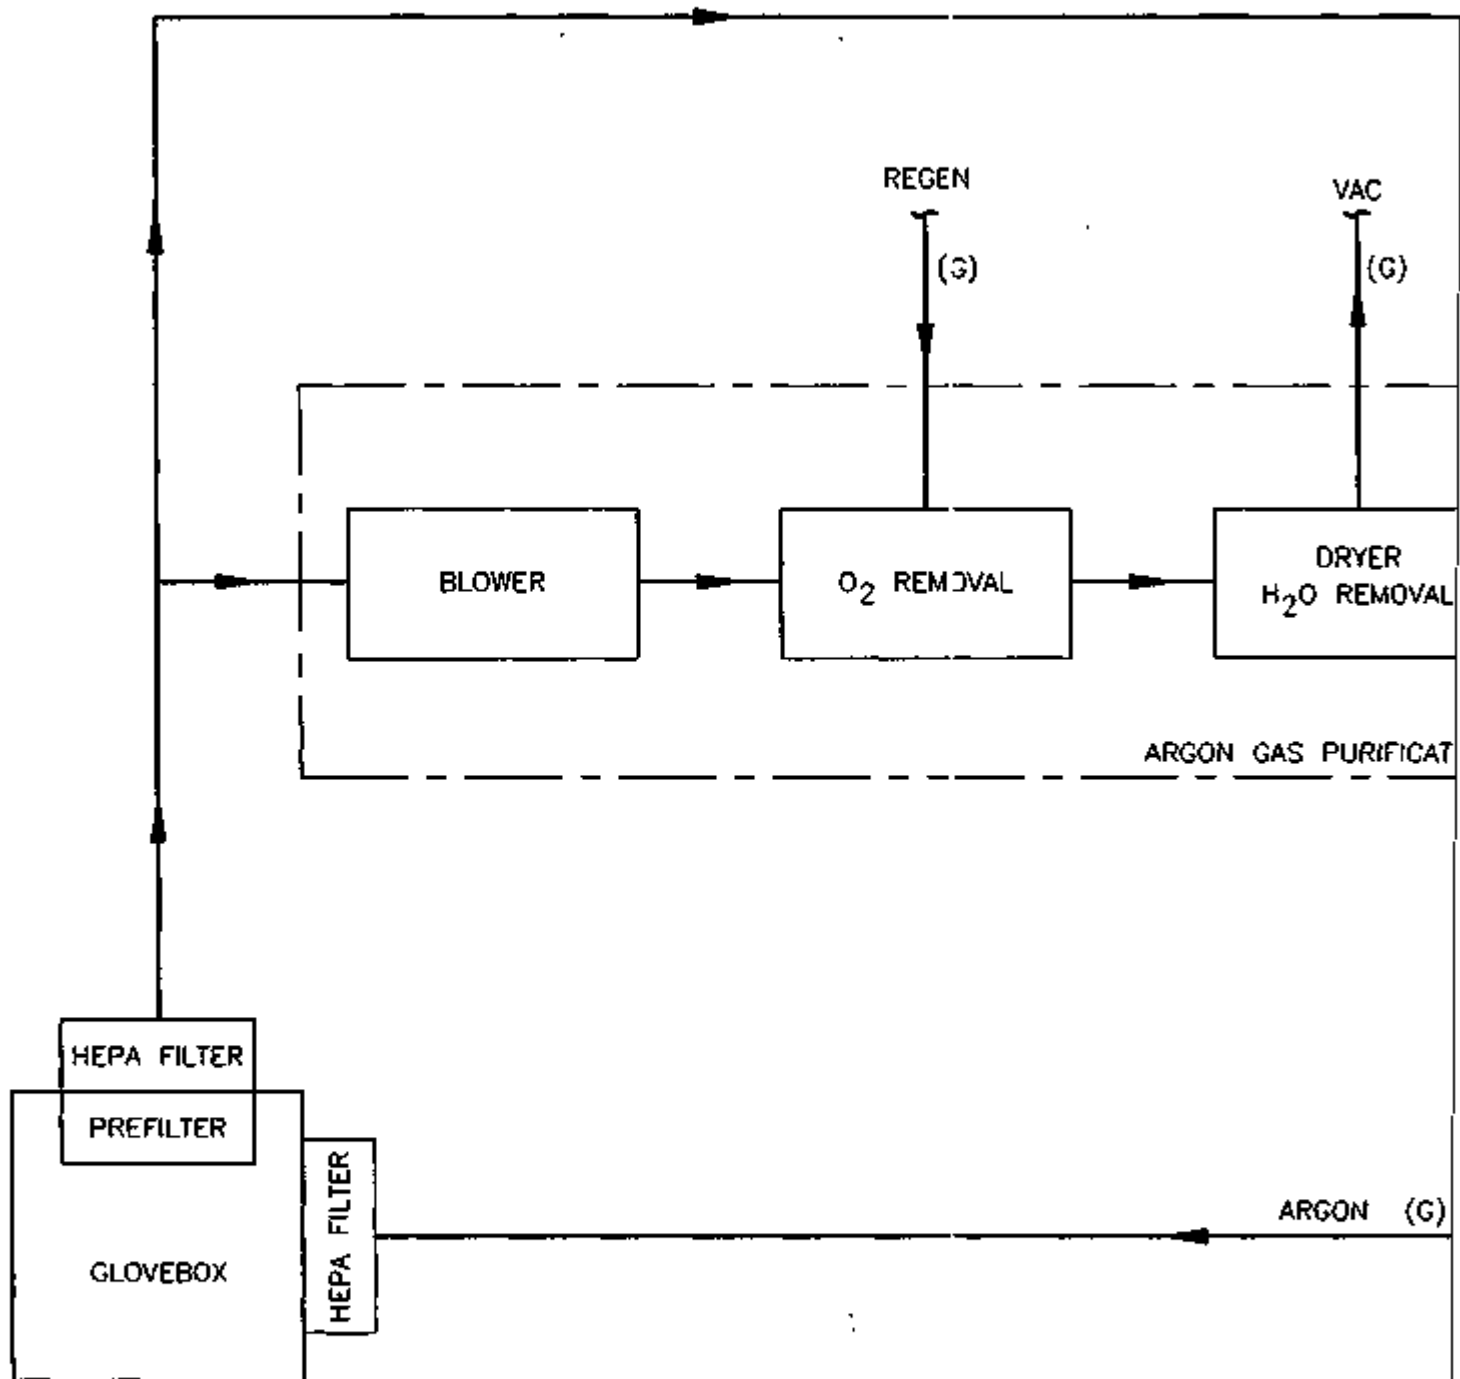 REGEN
VAC
(G)
(G)
BLOWER
O2 REMOVAL
DRYER
H2O REMOVAL
ARGON GAS PURIFICAT
HEPA FILTER
PREFILTER
HEPA FILTER
ARGON (G)
GLOVEBOX